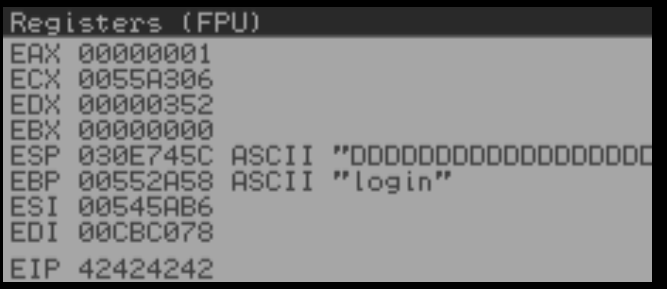 Registers (FPU)
EAX 00000001
ECX 0055A306
EDX 00000352
EBX 00000000
ESP 030E745C ASCII "DDDDDDDDDDDDDDDDDD
EBP 00552A58 ASCII "login"
ESI 00545AB6
EDI 00CBC078
EIP 42424242